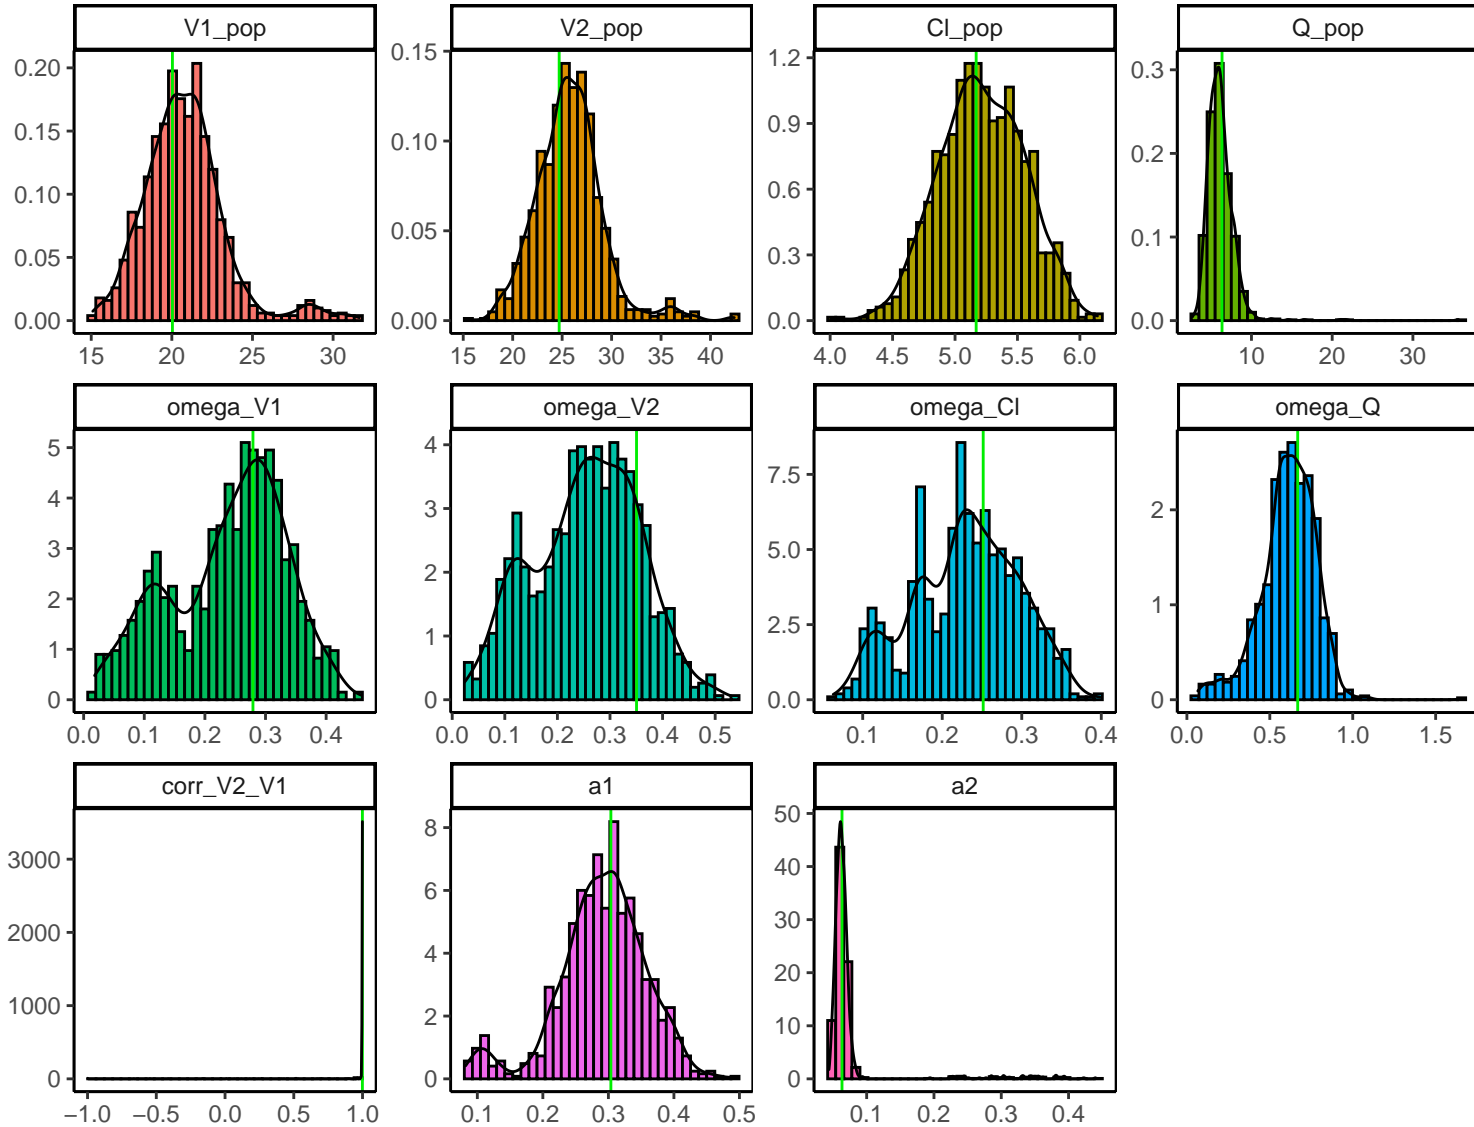 V1_pop V2_pop Cl_pop Q_pop
0.20 0.15 0.10 0.05 0.00
15 20 25 30
0.15 0.10 0.05 0.00
15 20 25 30 35 40
1.2 0.9 0.6 0.3 0.0
4.0 4.5 5.0 5.5 6.0
0.3 0.2 0.1 0.0
10 20 30
omega_V1 omega_V2 omega_Cl omega_Q
5 4 3 2 1 0
0.0 0.1 0.2 0.3 0.4
4 3 2 1 0
0.0 0.1 0.2 0.3 0.4 0.5
7.5 5.0 2.5 0.0
0.1 0.2 0.3 0.4
2 1 0
0.0 0.5 1.0 1.5
corr_V2_V1 a1 a2
3000 2000 1000 0
−1.0 −0.5 0.0 0.5 1.0
8 6 4 2 0
0.1 0.2 0.3 0.4 0.5
50 40 30 20 10 0
0.1 0.2 0.3 0.4